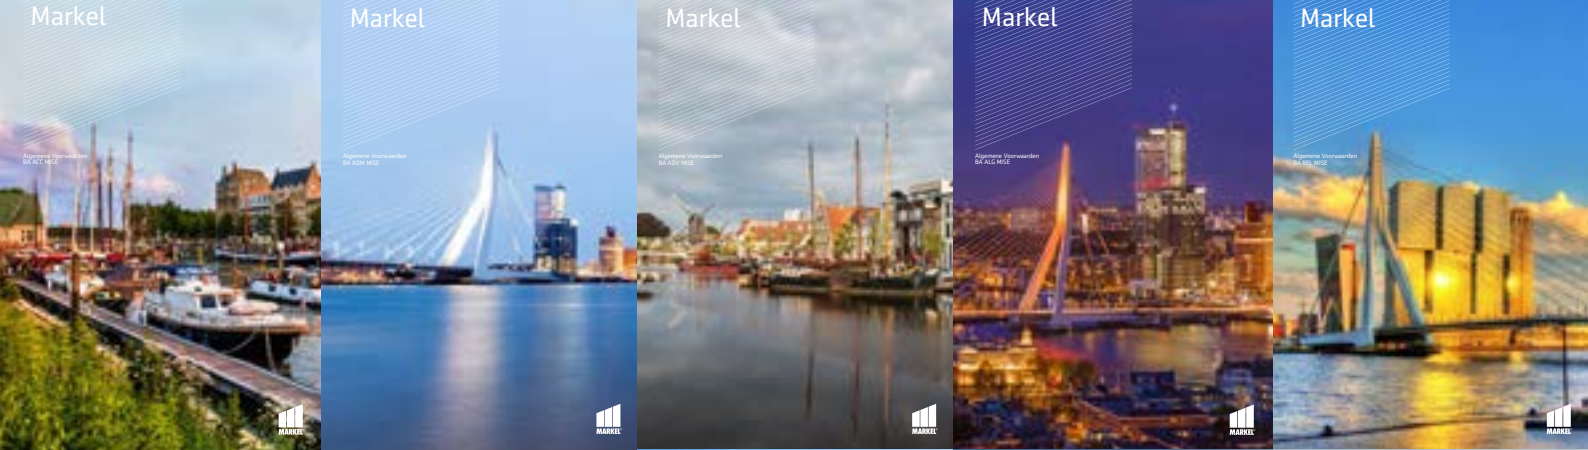 Markel
Algemene Voorwaarden
BA ACC MISE
MARKEL
Markel
Algemene Voorwaarden
BA ADM MISE
MARKEL
Markel
Algemene Voorwaarden
BA ADV MISE
MARKEL
Markel
Algemene Voorwaarden
BA ALG MISE
MARKEL
Markel
Algemene Voorwaarden
BA BEL MISE
MARKEL